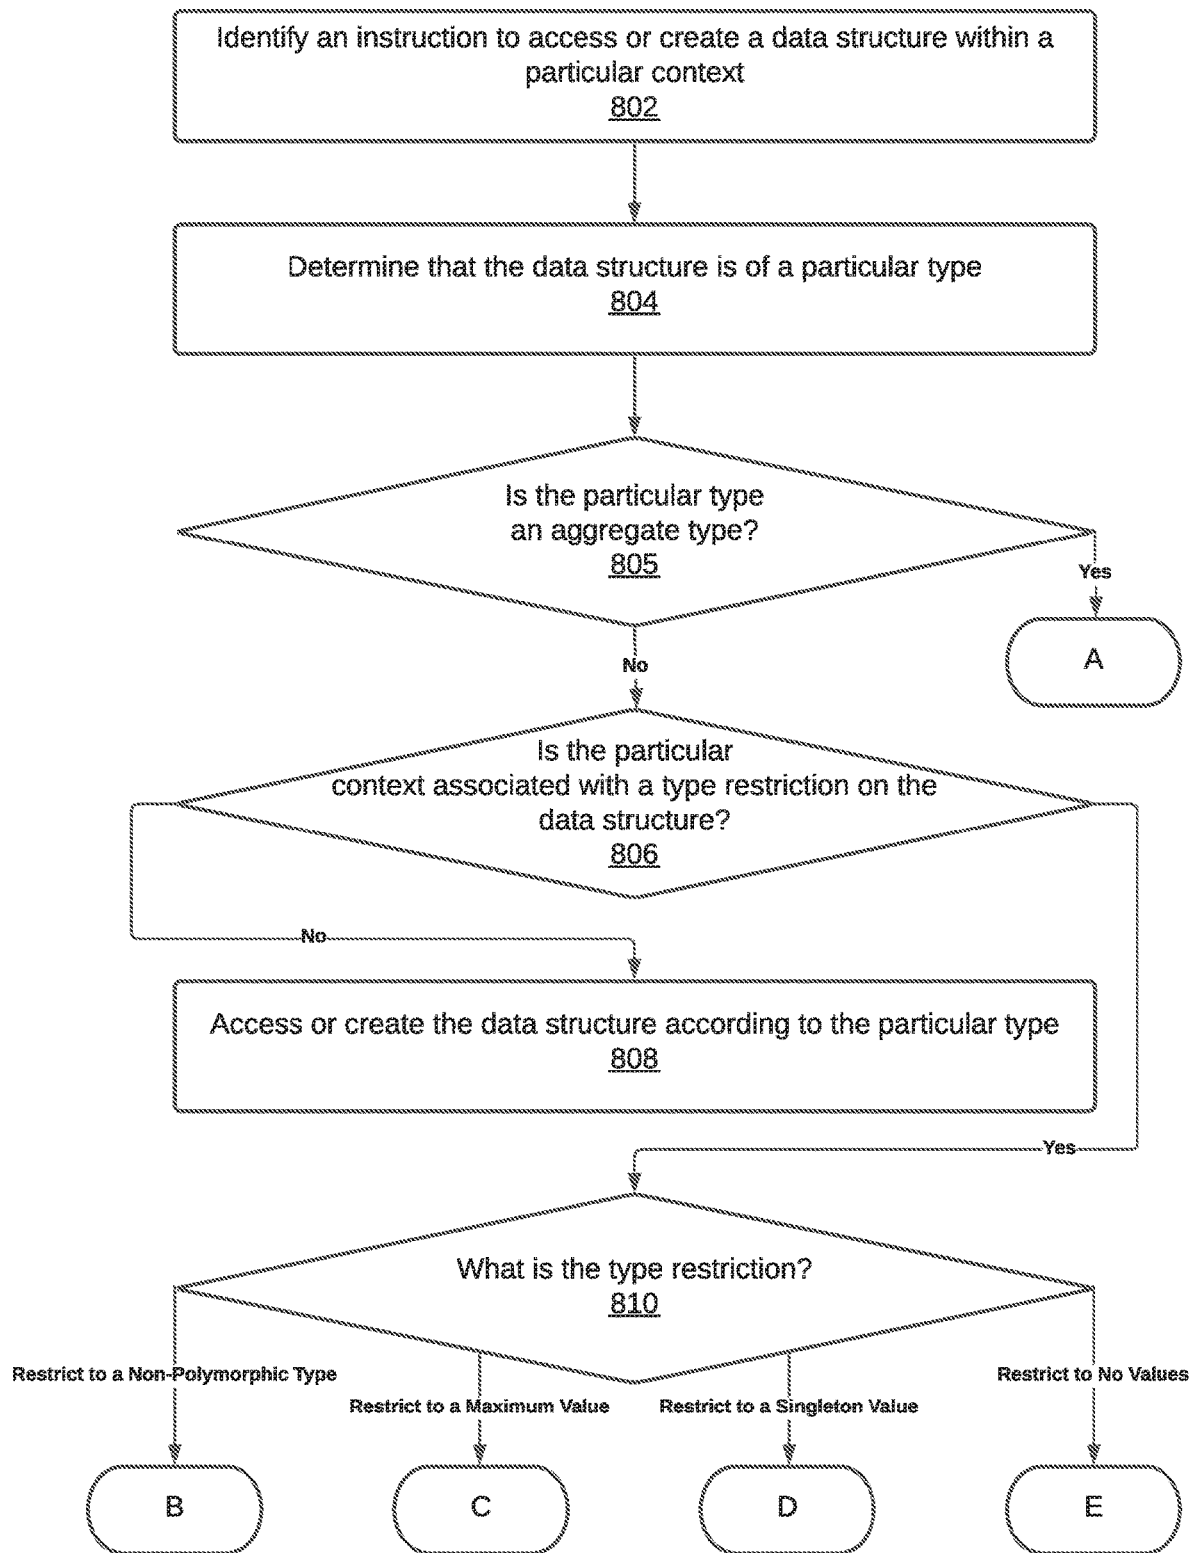 Identify an instruction to access or create a data structure within a
particular context
802
Determine that the data structure is of a particular type
804
Is the particular type
an aggregate type?
805
Yes
A
No
Is the particular
context associated with a type restriction on the
data structure?
806
No
Access or create the data structure according to the particular type
808
Yes
What is the type restriction?
810
Restrict to a Non-Polymorphic Type
Restrict to No Values
Restrict to a Maximum Value
Restrict to a Singleton Value
B
C
D
E